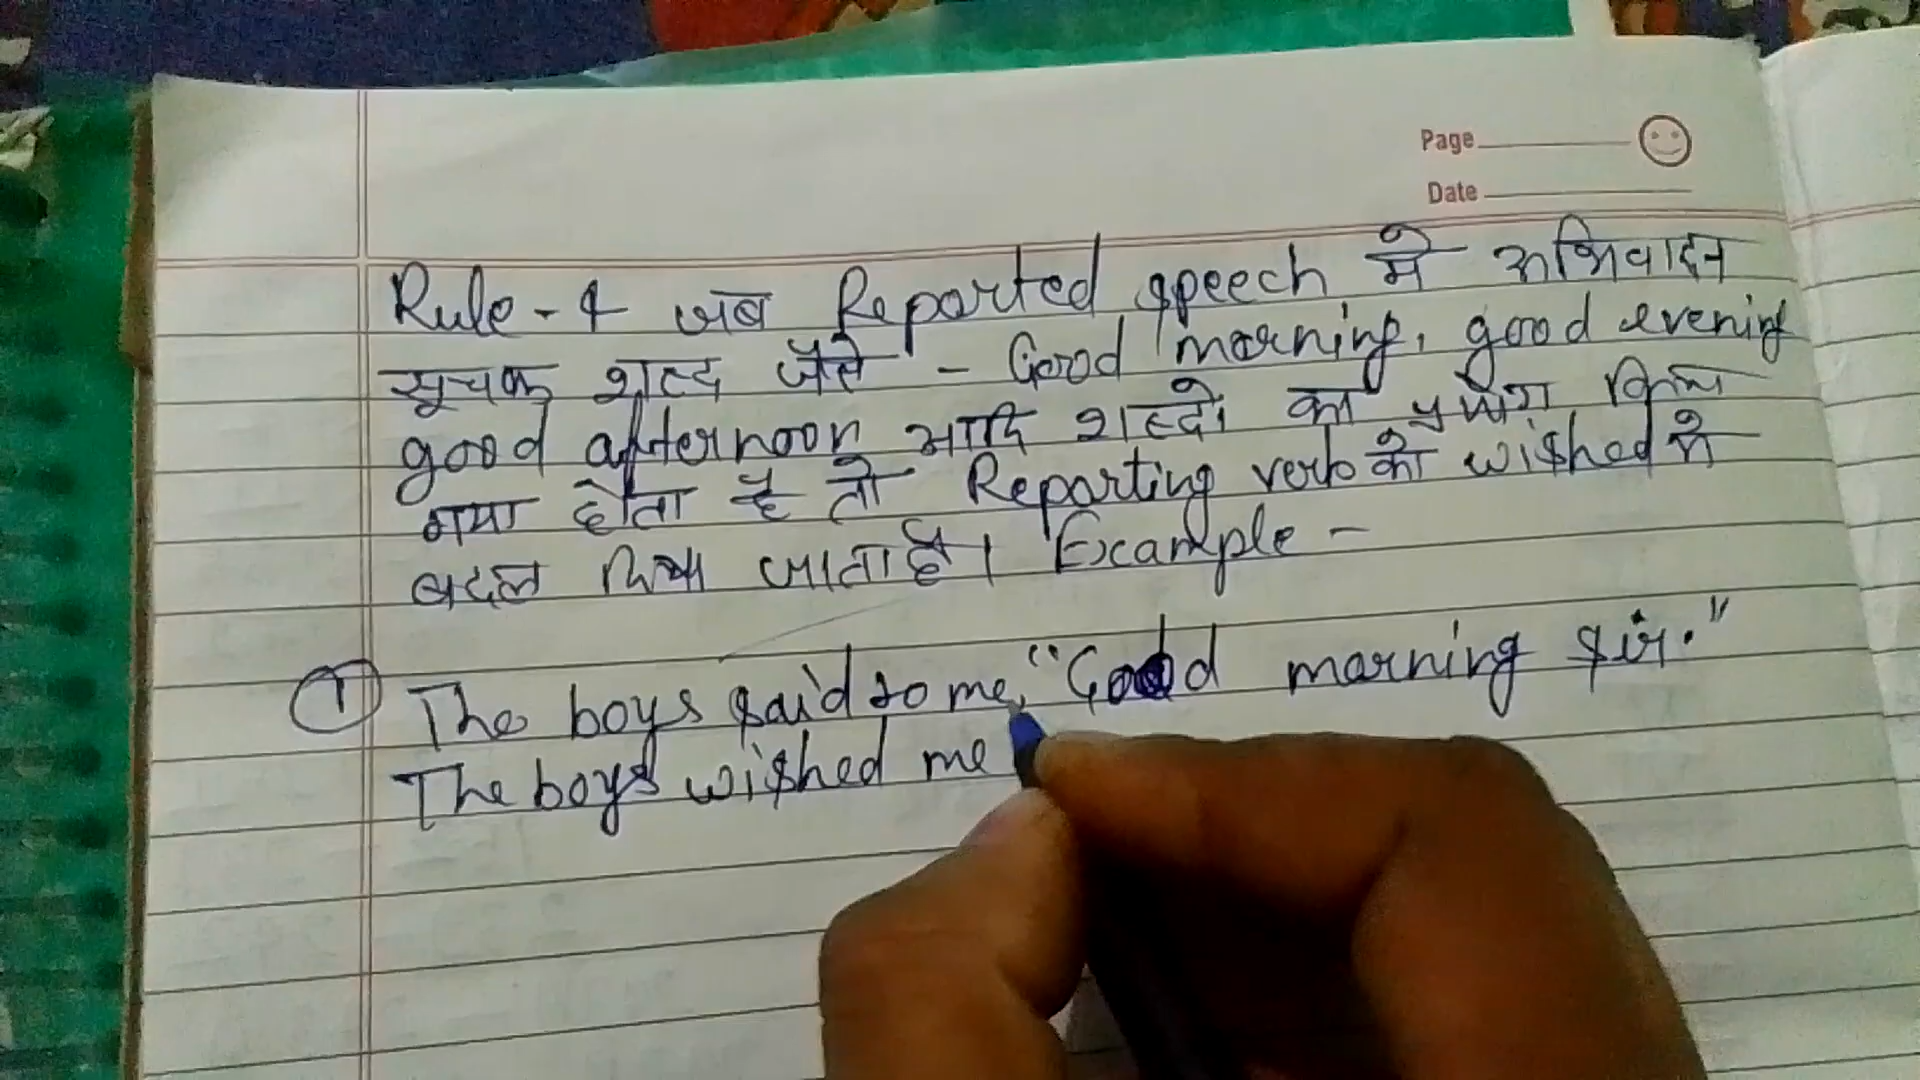 Page
Date
Rule-4 जब Reported speech मे अभिवादन
सूचक शब्द जैसे - Good morning, good evening
good afternoon आदि शब्दो का प्रयोग किया
गया होता है तो Reporting verb को wished मे
बदल दिया जाता है। Example -
① The boys said to me, "Good morning sir."
The boys wished me